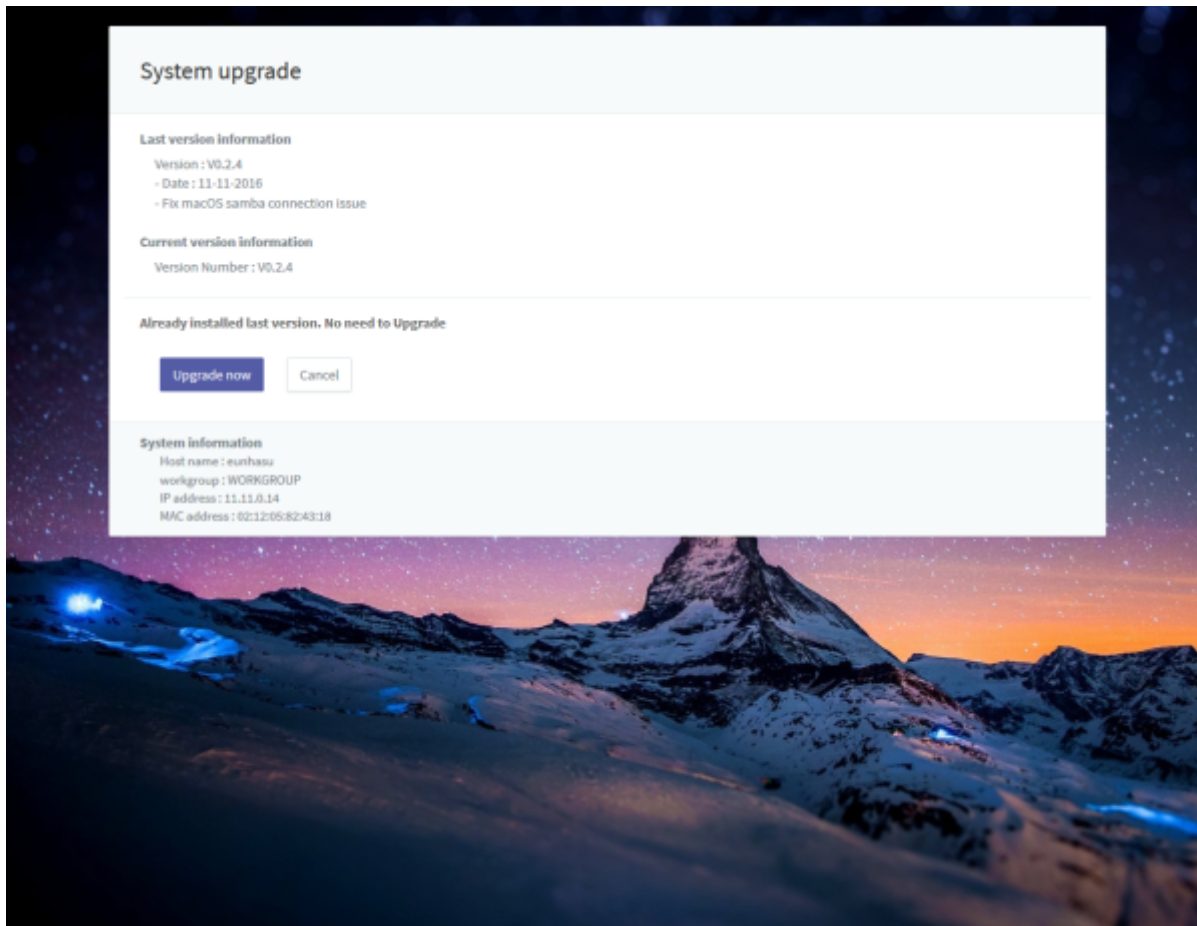 System upgrade
Last version information
Version : V0.2.4
- Date : 11-11-2016
- Fix macOS samba connection issue
Current version information
Version Number : V0.2.4
Already installed last version. No need to Upgrade
Upgrade now
Cancel
System information
Host name : eunhasu
workgroup : WORKGROUP
IP address : 11.11.0.14
MAC address : 02:12:05:82:43:18